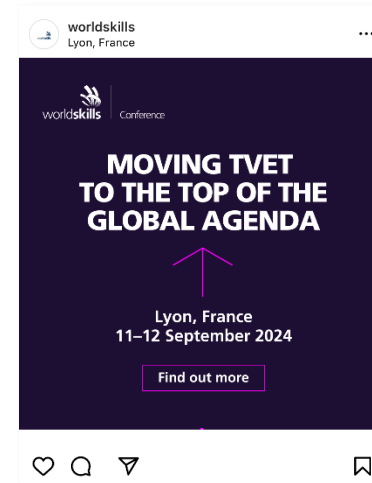 worldskills
Lyon, France
worldskills Conference
MOVING TVET
TO THE TOP OF THE
GLOBAL AGENDA
Lyon, France
11–12 September 2024
Find out more